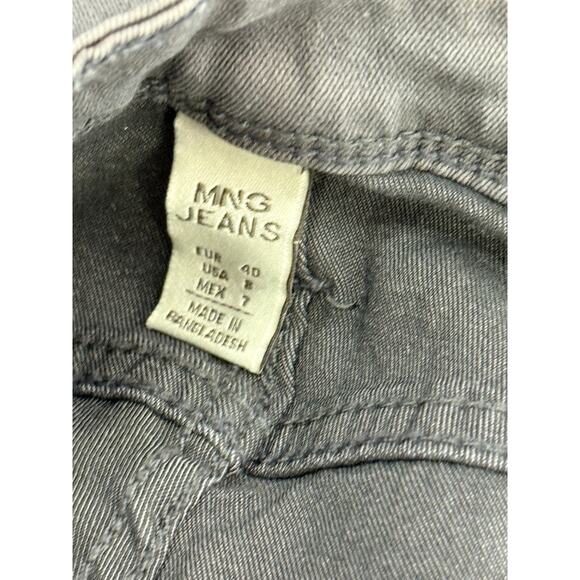 MNG
JEANS
EUR 40
USA 8
MEX 7
MADE IN
BANGLADESH